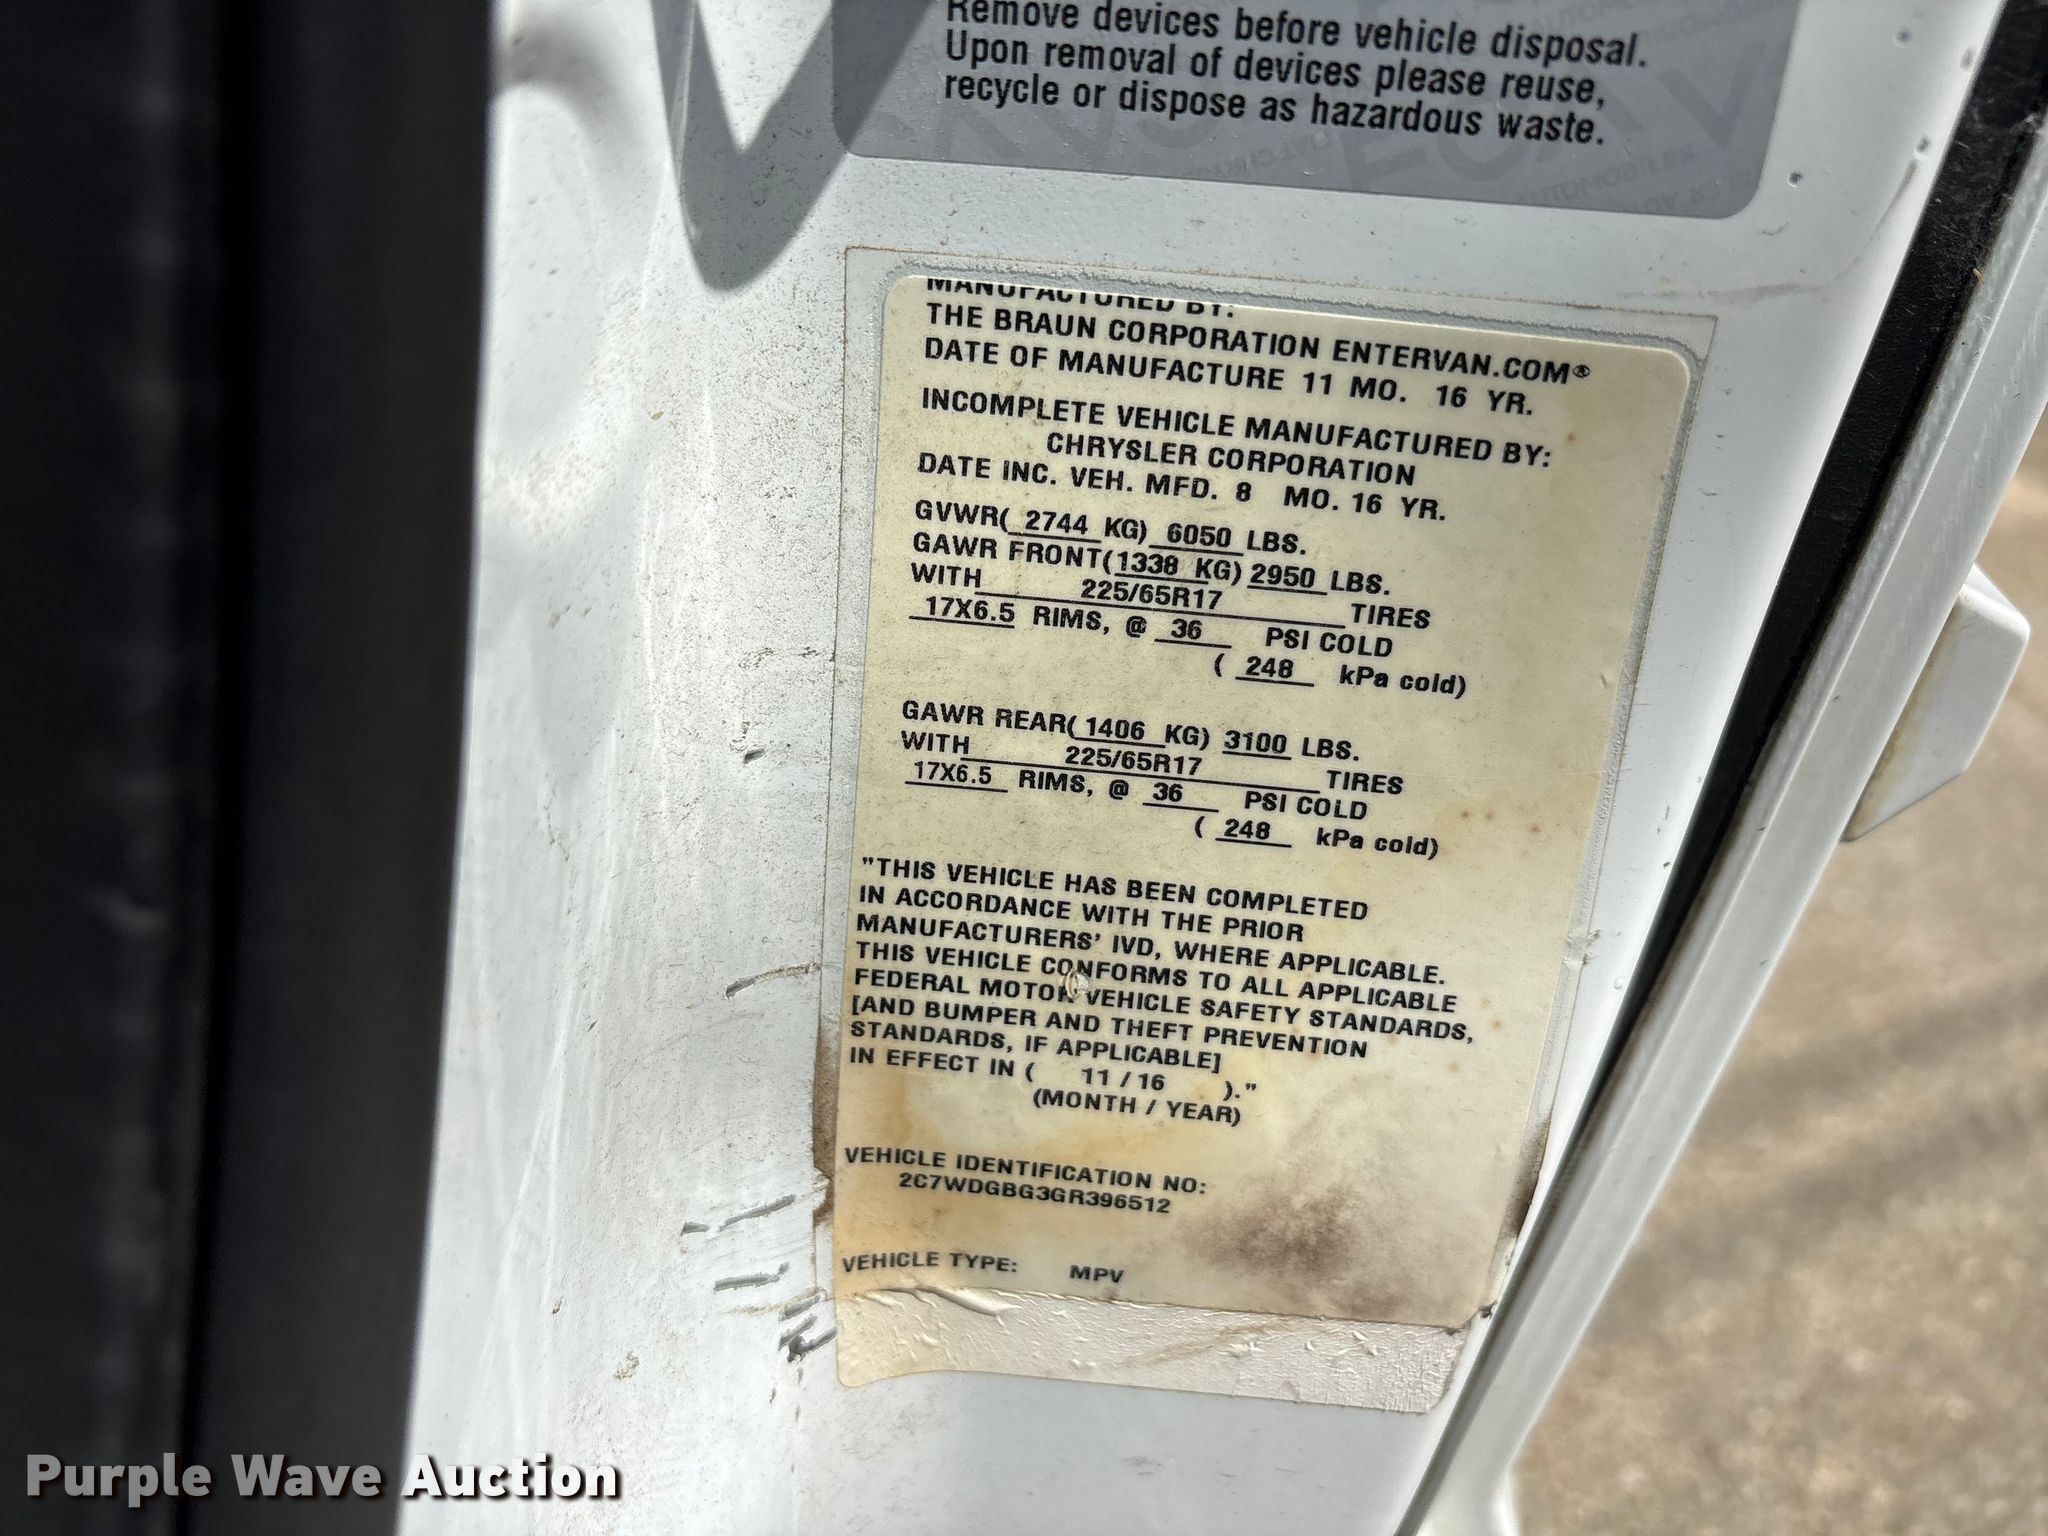 Remove devices before vehicle disposal.
Upon removal of devices please reuse,
recycle or dispose as hazardous waste.
MANUFACTURED BY:
THE BRAUN CORPORATION ENTERVAN.COM®
DATE OF MANUFACTURE 11 MO. 16 YR.
INCOMPLETE VEHICLE MANUFACTURED BY:
CHRYSLER CORPORATION
DATE INC. VEH. MFD. 8 MO. 16 YR.
GVWR( 2744 KG) 6050 LBS.
GAWR FRONT(1338 KG) 2950 LBS.
WITH 225/65R17 TIRES
17X6.5 RIMS, @ 36 PSI COLD
( 248 kPa cold)
GAWR REAR( 1406 KG) 3100 LBS.
WITH 225/65R17 TIRES
17X6.5 RIMS, @ 36 PSI COLD
( 248 kPa cold)
"THIS VEHICLE HAS BEEN COMPLETED
IN ACCORDANCE WITH THE PRIOR
MANUFACTURERS' IVD, WHERE APPLICABLE.
THIS VEHICLE CONFORMS TO ALL APPLICABLE
FEDERAL MOTOR VEHICLE SAFETY STANDARDS,
[AND BUMPER AND THEFT PREVENTION
STANDARDS, IF APPLICABLE]
IN EFFECT IN ( 11 / 16 )."
(MONTH / YEAR)
VEHICLE IDENTIFICATION NO:
2C7WDGBG3GR396512
VEHICLE TYPE: MPV
Purple Wave Auction